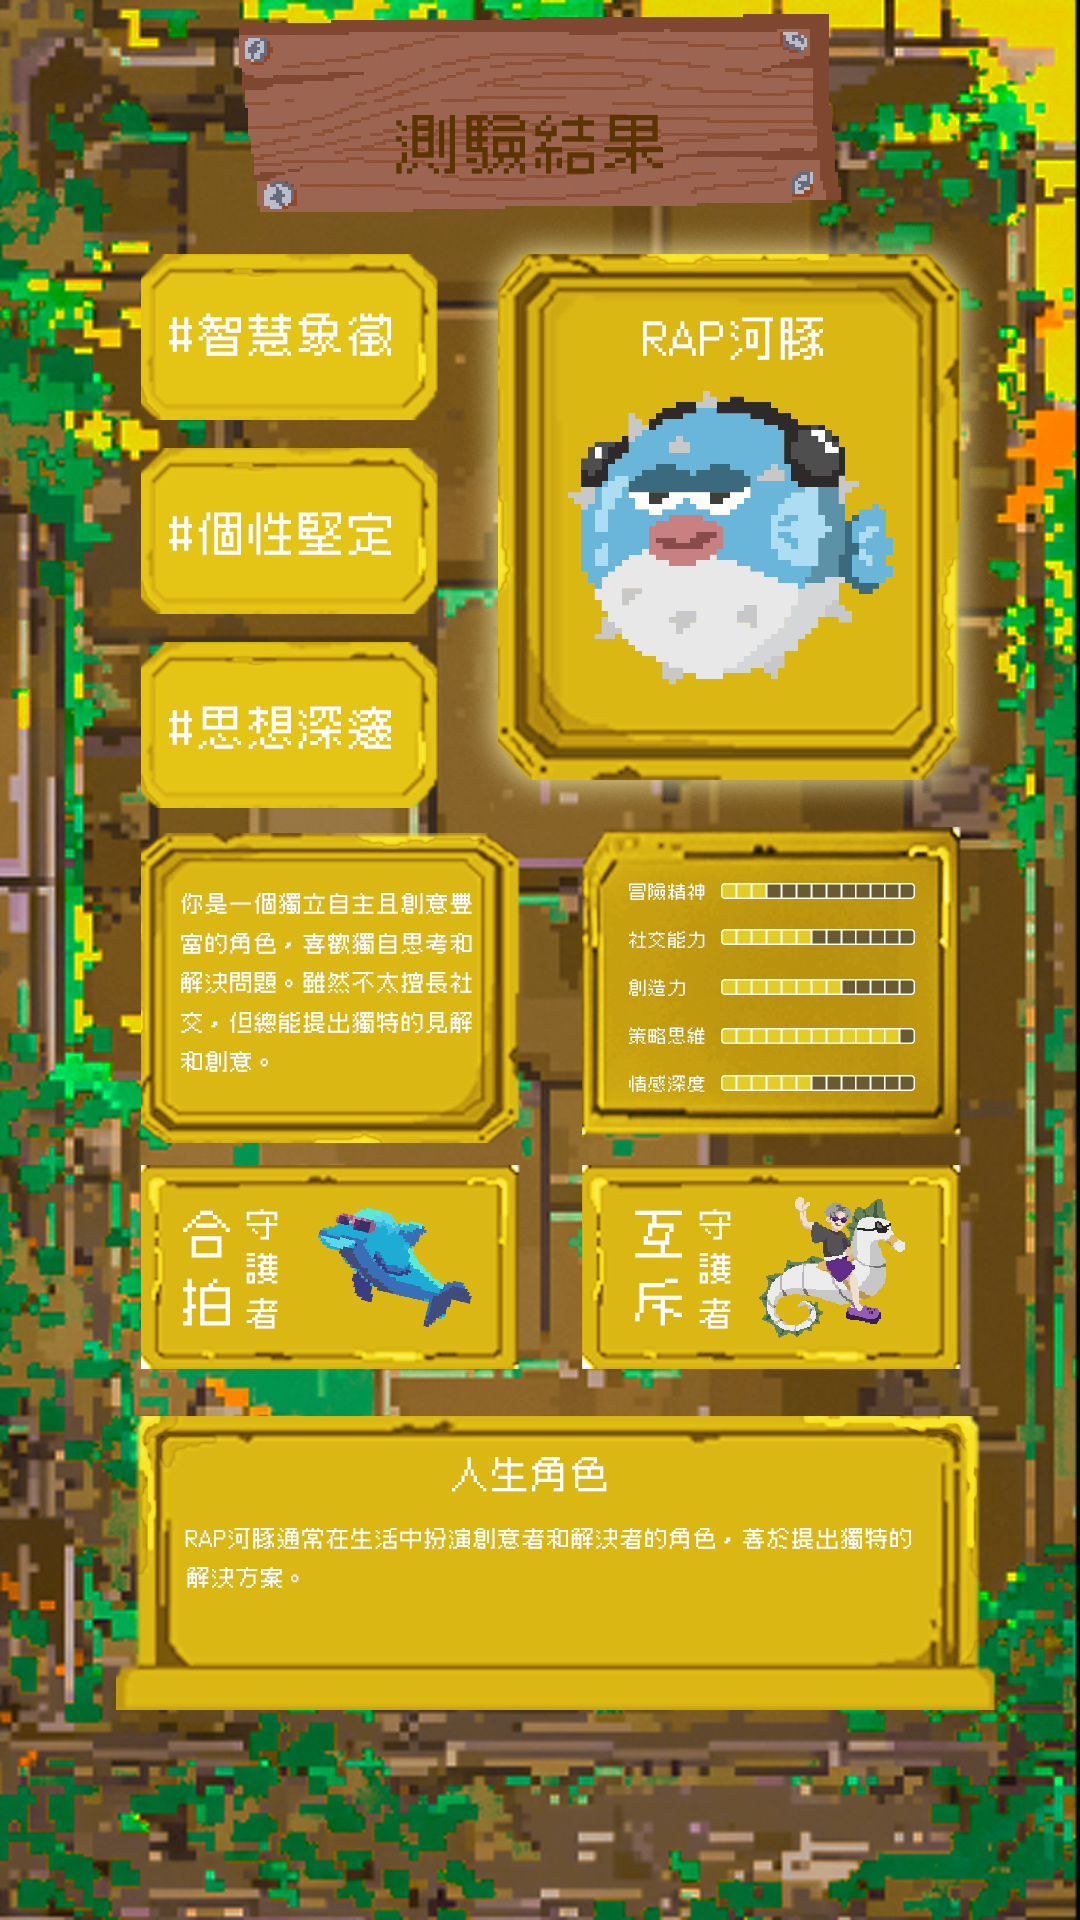 測驗結果
#智慧象徵
#個性堅定
#思想深邃
RAP河豚
你是一個獨立自主且創意豐
富的角色，喜歡獨自思考和
解決問題。雖然不太擅長社
交，但總能提出獨特的見解
和創意。
冒險精神
社交能力
創造力
策略思維
情感深度
合拍
守護者
互斥
守護者
人生角色
RAP河豚通常在生活中扮演創意者和解決者的角色，善於提出獨特的
解決方案。